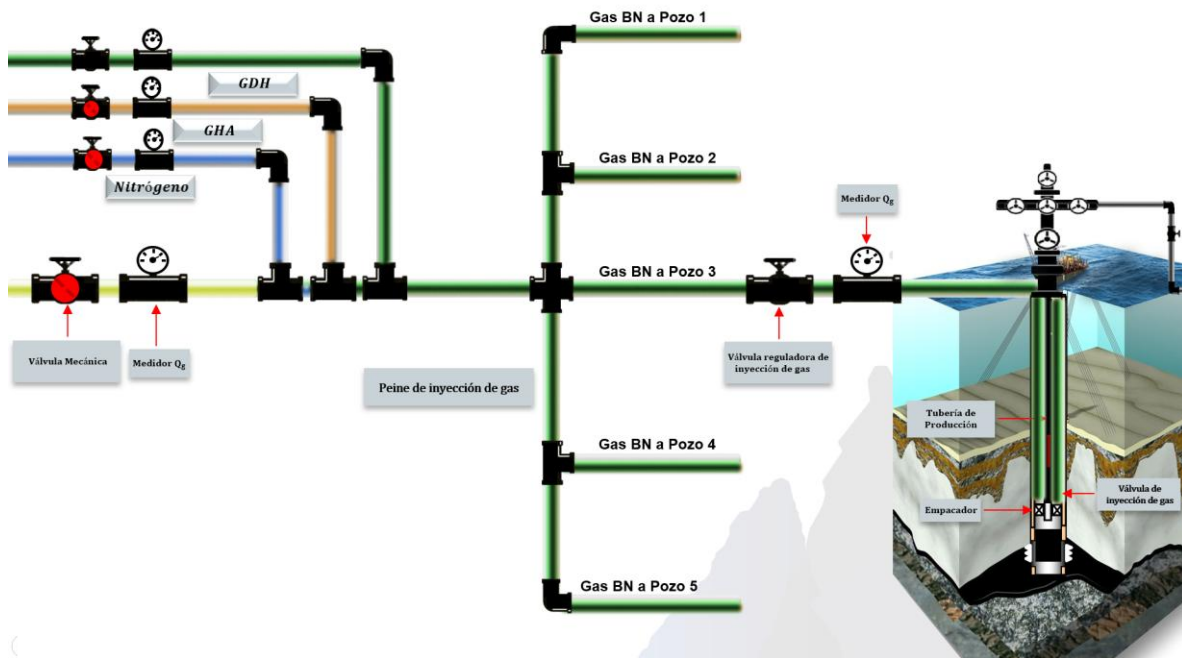 Gas BN a Pozo 1
GDH
GHA
Nitrógeno
Gas BN a Pozo 2
Medidor Qg
Gas BN a Pozo 3
Válvula Mecánica
Medidor Qg
Peine de inyección de gas
Válvula reguladora de
inyección de gas
Tubería de
Producción
Gas BN a Pozo 4
Válvula de
inyección de gas
Empacador
Gas BN a Pozo 5